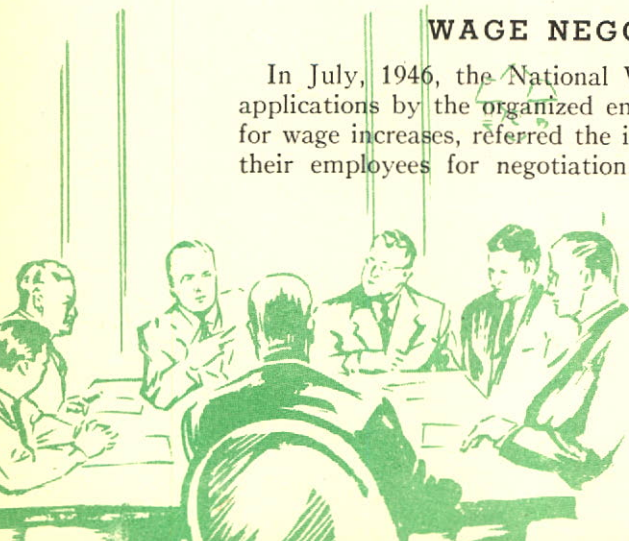 WAGE NEGO
In July, 1946, the National
applications by the organized em
for wage increases, referred the i
their employees for negotiation